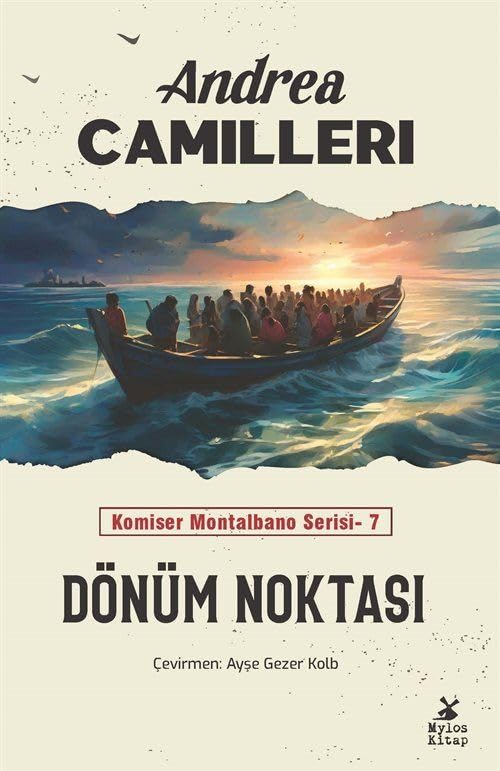 Andrea
CAMILLERI
Komiser Montalbano Serisi- 7
DÖNÜM NOKTASI
Çevirmen: Ayşe Gezer Kolb
Mylos
Kitap